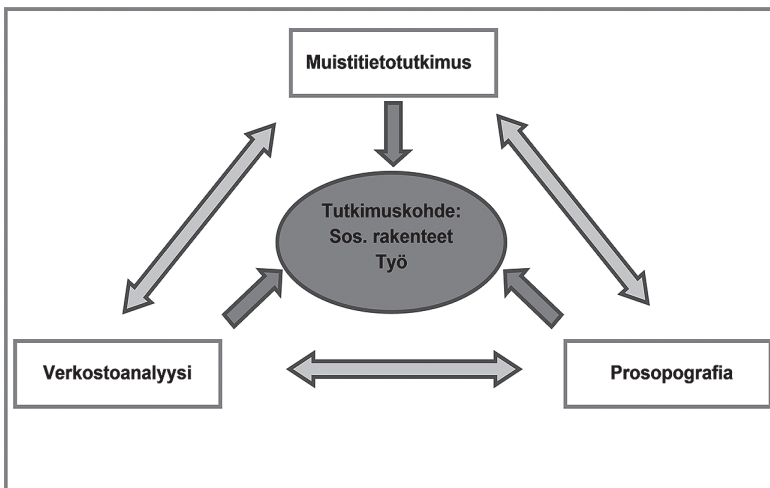 Muistitietotutkimus
Tutkimuskohde:
Sos. rakenteet
Työ
Verkostoanalyysi
Prosopografia